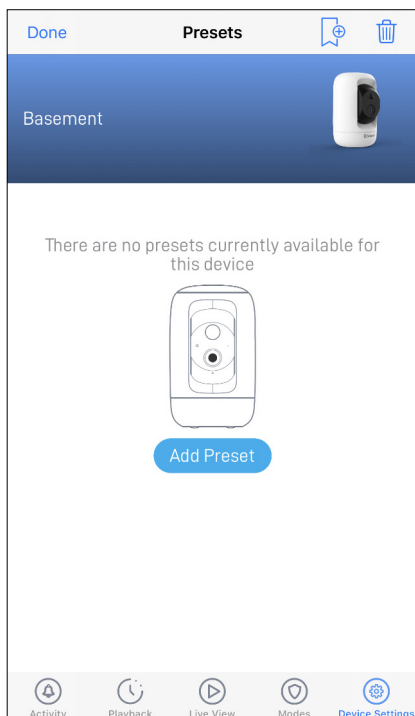 Done
Presets
Basement
There are no presets currently available for
this device
Add Preset
Activity
Playback
Live View
Modes
Device Settings